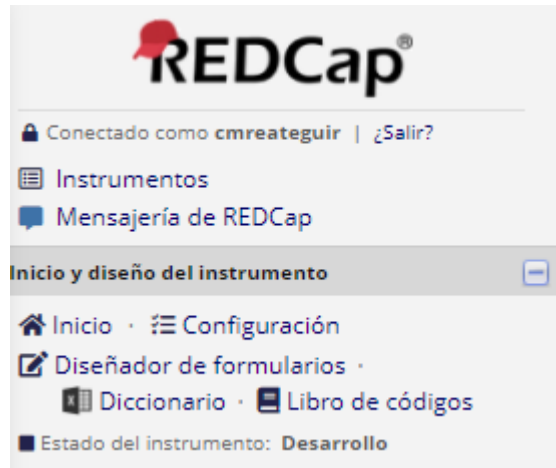 REDCap®
Conectado como cmreateguir | ¿Salir?
Instrumentos
Mensajería de REDCap
Inicio y diseño del instrumento
Inicio · Configuración
Diseñador de formularios ·
Diccionario · Libro de códigos
Estado del instrumento: Desarrollo